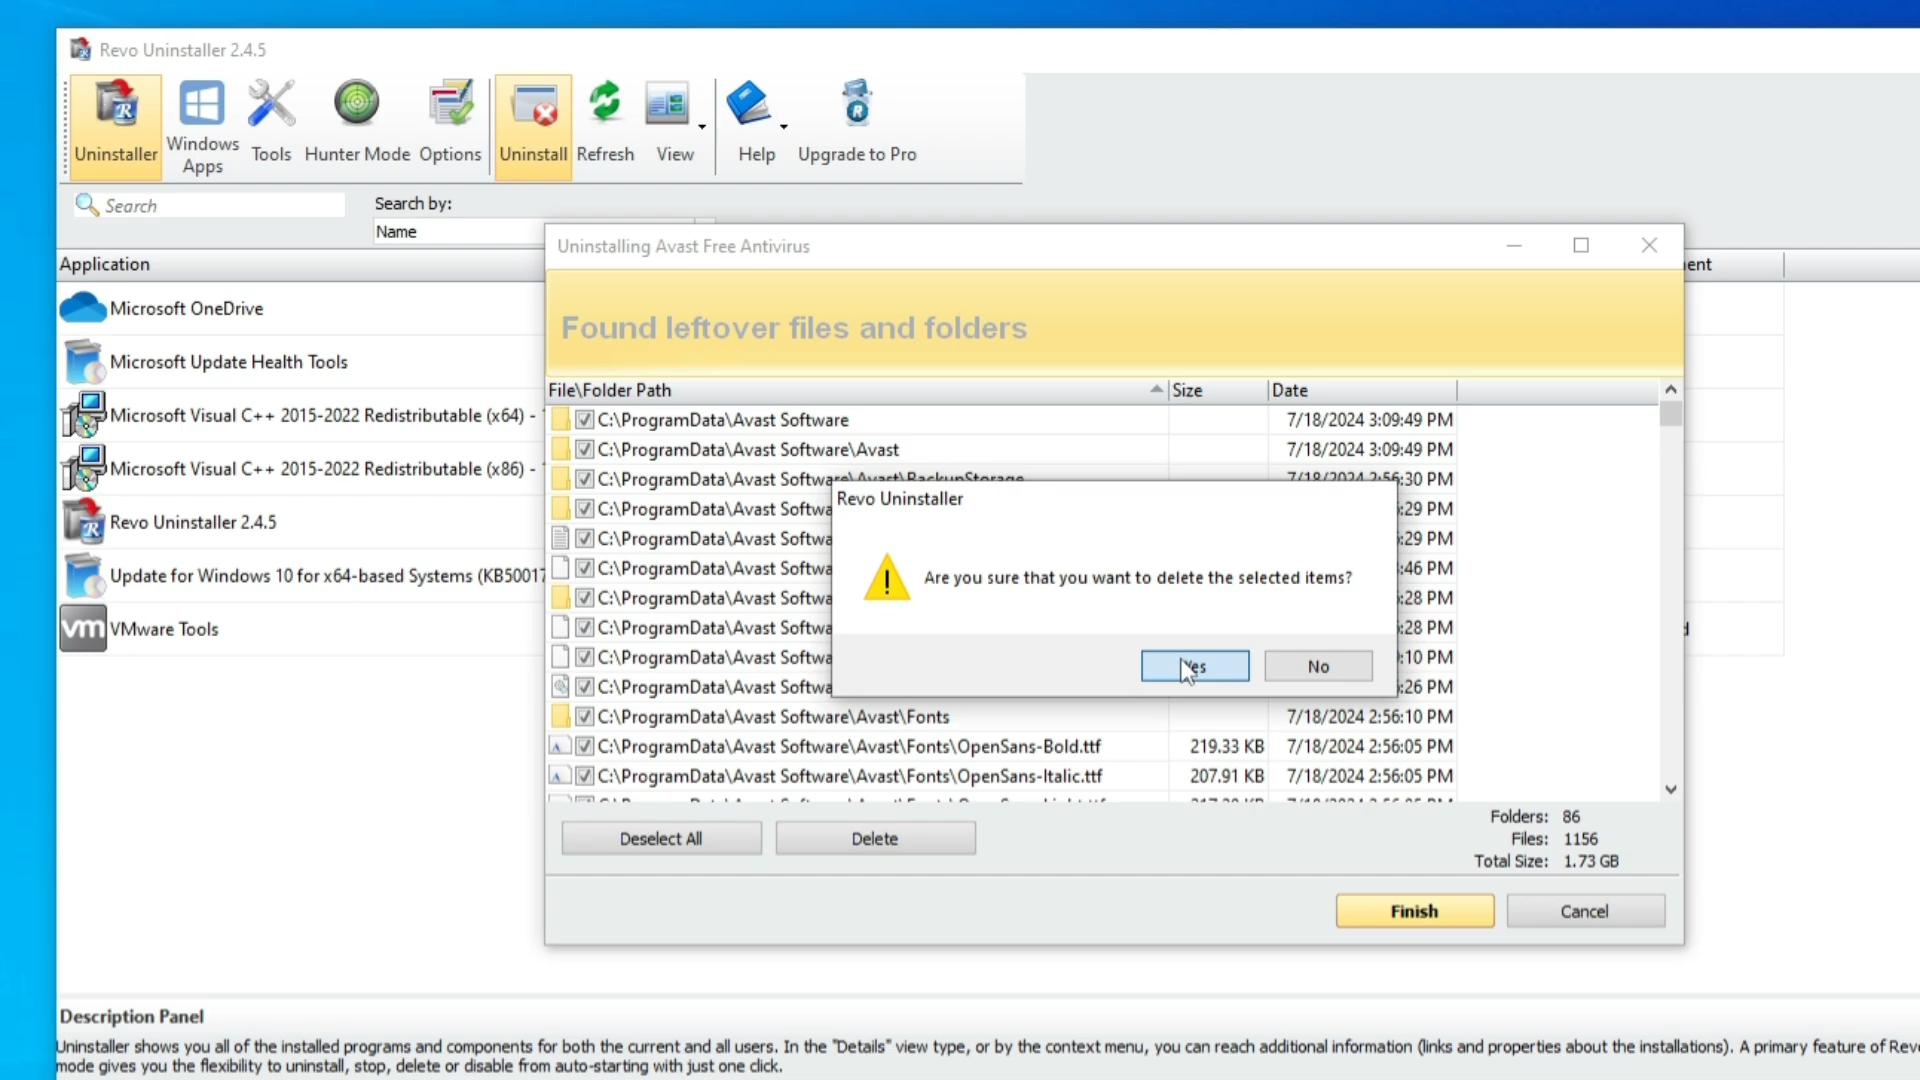 Revo Uninstaller 2.4.5
Uninstaller
Windows
Apps
Tools
Hunter Mode
Options
Uninstall
Refresh
View
Help
Upgrade to Pro
Search
Search by:
Name
Application
ent
Microsoft OneDrive
Microsoft Update Health Tools
Microsoft Visual C++ 2015-2022 Redistributable (x64) -
Microsoft Visual C++ 2015-2022 Redistributable (x86) -
Revo Uninstaller 2.4.5
Update for Windows 10 for x64-based Systems (KB50017
vm VMware Tools
Uninstalling Avast Free Antivirus
Found leftover files and folders
File\Folder Path Size Date
C:\ProgramData\Avast Software 7/18/2024 3:09:49 PM
C:\ProgramData\Avast Software\Avast 7/18/2024 3:09:49 PM
C:\ProgramData\Avast Software\Avast\BackupStorage 7/18/2024 2:56:30 PM
C:\ProgramData\Avast Softwa :29 PM
C:\ProgramData\Avast Softwa :29 PM
C:\ProgramData\Avast Softwa :46 PM
C:\ProgramData\Avast Softwa :28 PM
C:\ProgramData\Avast Softwa :28 PM
C:\ProgramData\Avast Softwa :10 PM
C:\ProgramData\Avast Softwa :26 PM
C:\ProgramData\Avast Software\Avast\Fonts 7/18/2024 2:56:10 PM
C:\ProgramData\Avast Software\Avast\Fonts\OpenSans-Bold.ttf 219.33 KB 7/18/2024 2:56:05 PM
C:\ProgramData\Avast Software\Avast\Fonts\OpenSans-Italic.ttf 207.91 KB 7/18/2024 2:56:05 PM
Revo Uninstaller
Are you sure that you want to delete the selected items?
Yes
No
Deselect All
Delete
Folders: 86
Files: 1156
Total Size: 1.73 GB
Finish
Cancel
Description Panel
Uninstaller shows you all of the installed programs and components for both the current and all users. In the "Details" view type, or by the context menu, you can reach additional information (links and properties about the installations). A primary feature of Rev
mode gives you the flexibility to uninstall, stop, delete or disable from auto-starting with just one click.